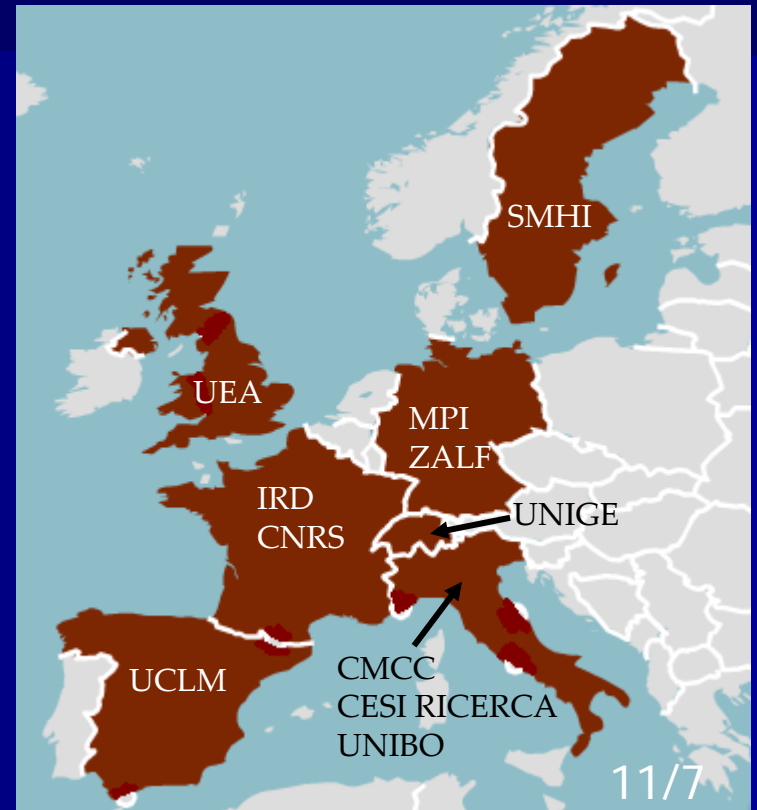 SMHI
UEA
MPI
ZALF
IRD
CNRS
UNIGE
UCLM
CMCC
CESI RICERCA
UNIBO
11/7